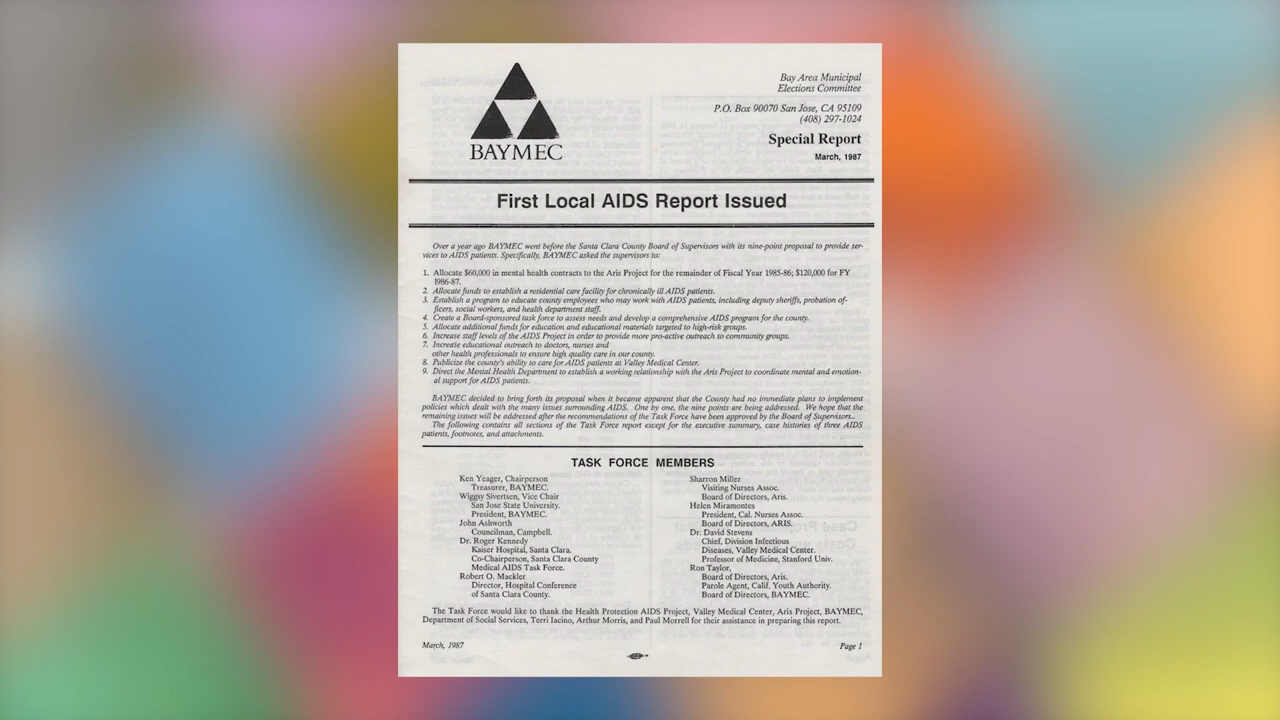 BAYMEC
Bay Area Municipal
Elections Committee
P.O. Box 90070 San Jose, CA 95109
(408) 297-1024
Special Report
March, 1987
First Local AIDS Report Issued
Over a year ago BAYMEC went before the Santa Clara County Board of Supervisors with its nine-point proposal to provide ser-
vices to AIDS patients. Specifically, BAYMEC asked the supervisors to:
1. Allocate $60,000 in mental health contracts to the Aris Project for the remainder of Fiscal Year 1985-86; $120,000 for FY
1986-87.
2. Allocate funds to establish a residential care facility for chronically ill AIDS patients.
3. Establish a program to educate county employees who may work with AIDS patients, including deputy sheriffs, probation of-
ficers, social workers, and health department staff.
4. Create a Board-sponsored task force to assess needs and develop a comprehensive AIDS program for the county.
5. Allocate additional funds for education and educational materials targeted to high-risk groups.
6. Increase staff levels of the AIDS Project in order to provide more pro-active outreach to community groups.
7. Increase educational outreach to doctors, nurses and
other health professionals to ensure high quality care in our county.
8. Publicize the county's ability to care for AIDS patients at Valley Medical Center.
9. Direct the Mental Health Department to establish a working relationship with the Aris Project to coordinate mental and emotion-
al support for AIDS patients.
BAYMEC decided to bring forth its proposal when it became apparent that the County had no immediate plans to implement
policies which dealt with the many issues surrounding AIDS. One by one, the nine points are being addressed. We hope that the
remaining issues will be addressed after the recommendations of the Task Force have been approved by the Board of Supervisors..
The following contains all sections of the Task Force report except for the executive summary, case histories of three AIDS
patients, footnotes, and attachments.
TASK FORCE MEMBERS
Ken Yeager, Chairperson
Treasurer, BAYMEC.
Wiggsy Sivertsen, Vice Chair
San Jose State University.
President, BAYMEC.
John Ashworth
Councilman, Campbell.
Dr. Roger Kennedy
Kaiser Hospital, Santa Clara.
Co-Chairperson, Santa Clara County
Medical AIDS Task Force.
Robert O. Mackler
Director, Hospital Conference
of Santa Clara County.
Sharron Miller
Visiting Nurses Assoc.
Board of Directors, Aris.
Helen Miramontes
President, Cal. Nurses Assoc.
Board of Directors, ARIS.
Dr. David Stevens
Chief, Division Infectious
Diseases, Valley Medical Center.
Professor of Medicine, Stanford Univ.
Ron Taylor,
Board of Directors, Aris.
Parole Agent, Calif. Youth Authority.
Board of Directors, BAYMEC.
The Task Force would like to thank the Health Protection AIDS Project, Valley Medical Center, Aris Project, BAYMEC,
Department of Social Services, Terri Iacino, Arthur Morris, and Paul Morrell for their assistance in preparing this report.
March, 1987
Page 1